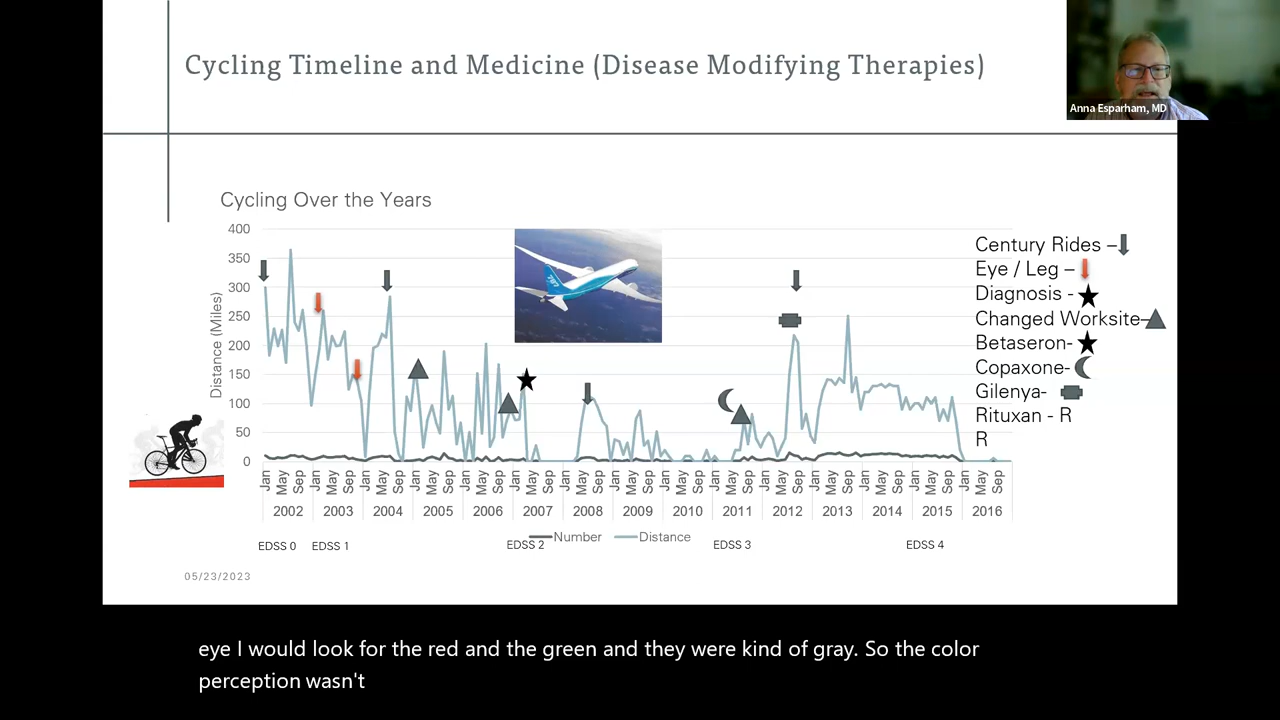 Cycling Timeline and Medicine (Disease Modifying Therapies)
Anna Esparham, MD
Cycling Over the Years
400
350
300
250
200
150
100
50
0
Distance (Miles)
787
Century Rides –
Eye / Leg –
Diagnosis -
Changed Worksite–
Betaseron-
Copaxone-
Gilenya-
Rituxan - R
R
Jan May Sep Jan May Sep Jan May Sep Jan May Sep Jan May Sep Jan May Sep Jan May Sep Jan May Sep Jan May Sep Jan May Sep Jan May Sep Jan May Sep Jan May Sep Jan May Sep Jan May Sep
2002 2003 2004 2005 2006 2007 2008 2009 2010 2011 2012 2013 2014 2015 2016
Number Distance
EDSS 0 EDSS 1 EDSS 2 EDSS 3 EDSS 4
05/23/2023
eye I would look for the red and the green and they were kind of gray. So the color
perception wasn't